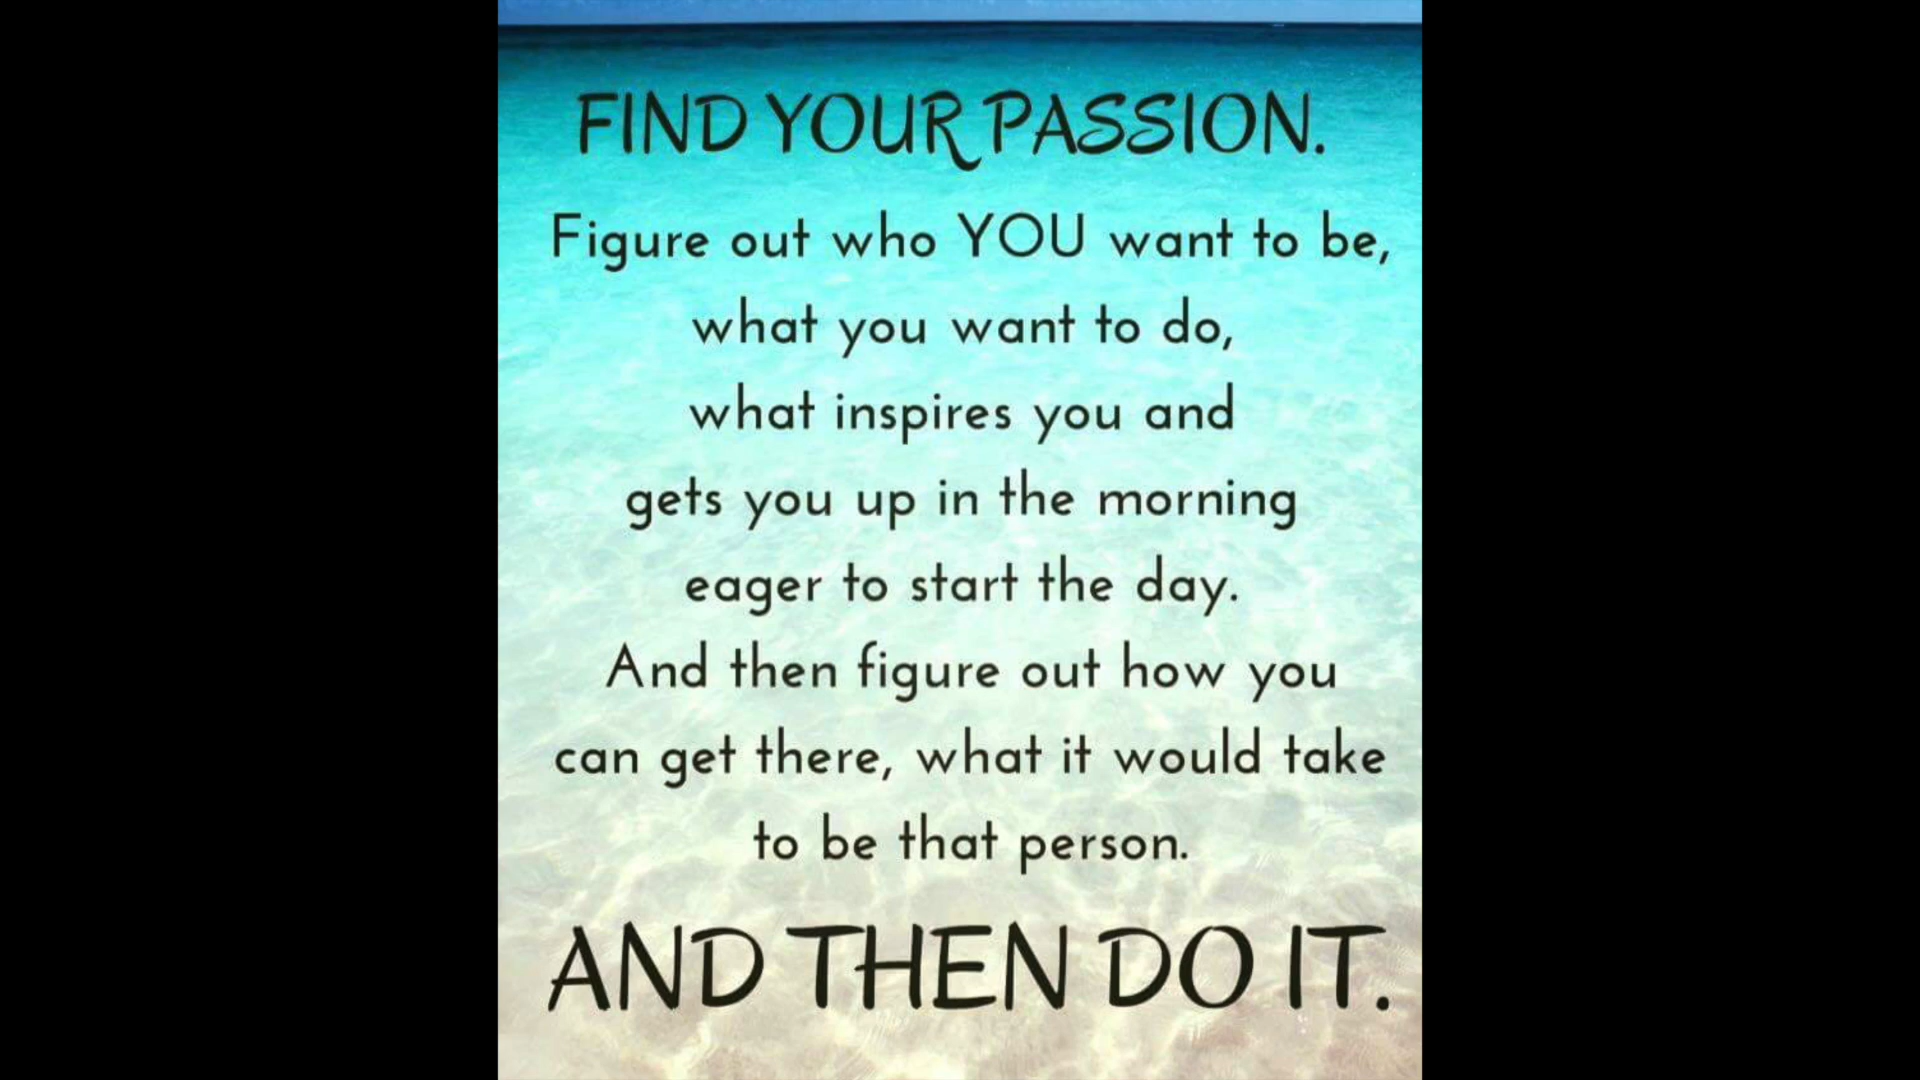 FIND YOUR PASSION.
Figure out who YOU want to be,
what you want to do,
what inspires you and
gets you up in the morning
eager to start the day.
And then figure out how you
can get there, what it would take
to be that person.
AND THEN DO IT.